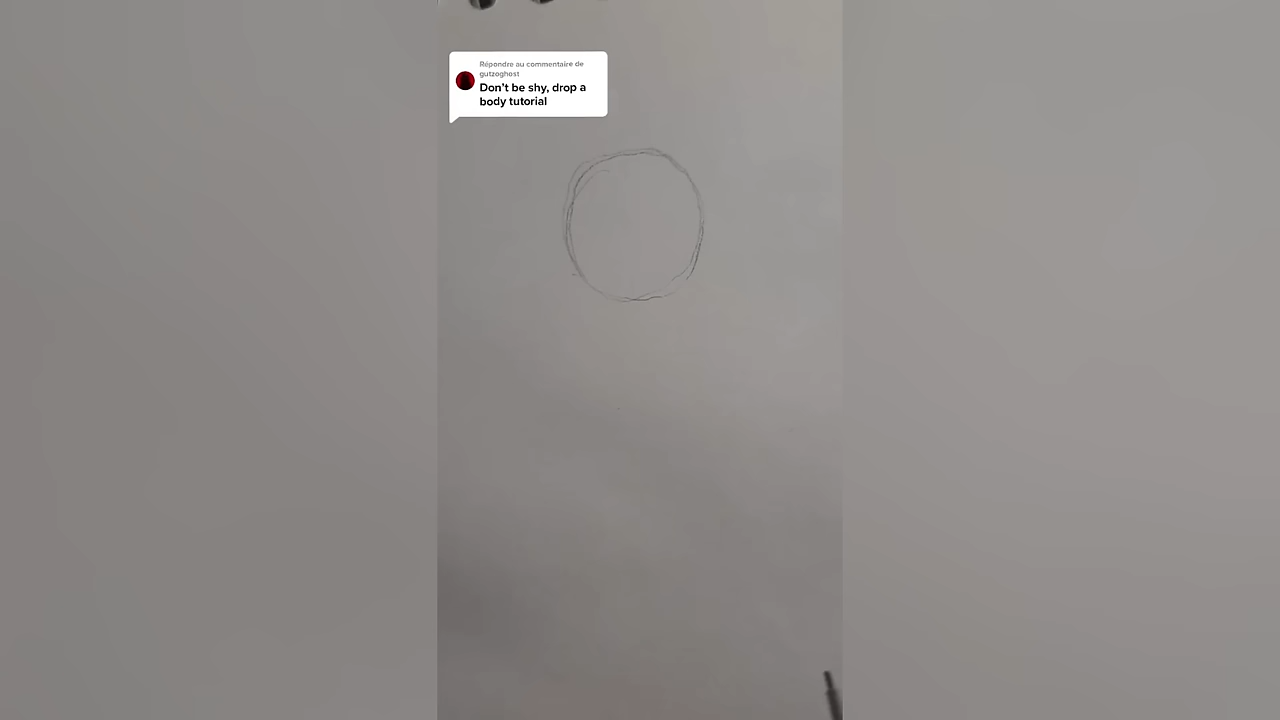 Répondre au commentaire de
gutzoghost
Don't be shy, drop a
body tutorial